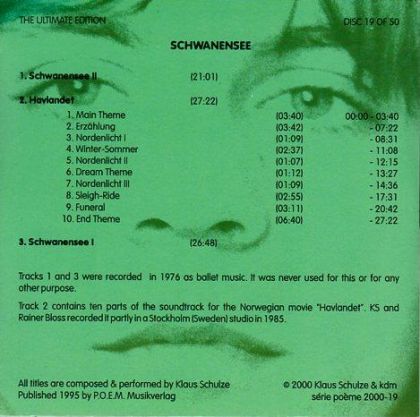 THE ULTIMATE EDITION DISC 19 OF 50
SCHWANENSEE
1. Schwanensee II (21:01)
2. Havlandet (27:22)
1. Main Theme (03:40) 00:00 - 03:40
2. Erzählung (03:42) - 07:22
3. Nordenlicht I (01:09) - 08:31
4. Winter-Sommer (02:37) - 11:08
5. Nordenlicht II (01:07) - 12:15
6. Dream Theme (01:12) - 13:27
7. Nordenlicht III (01:09) - 14:36
8. Sleigh-Ride (02:55) - 17:31
9. Funeral (03:11) - 20:42
10. End Theme (06:40) - 27:22
3. Schwanensee I (26:48)
Tracks 1 and 3 were recorded in 1976 as ballet music. It was never used for this or for any
other purpose.
Track 2 contains ten parts of the soundtrack for the Norwegian movie "Havlandet". KS and
Rainer Bloss recorded it partly in a Stockholm (Sweden) studio in 1985.
All titles are composed & performed by Klaus Schulze © 2000 Klaus Schulze & kdm
Published 1995 by P.O.E.M. Musikverlag série poème 2000-19